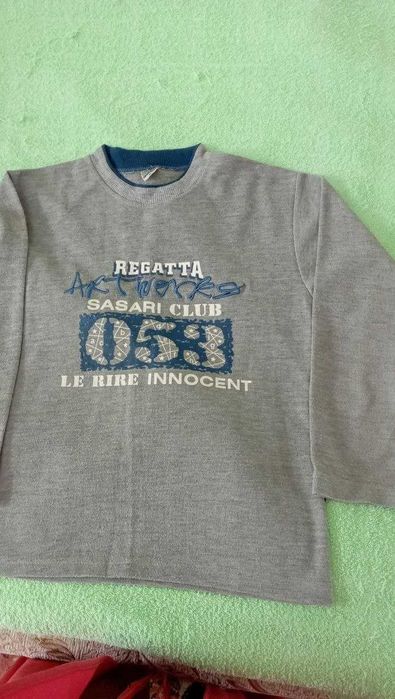 REGATTA
ArTworks
SASARI CLUB
053
LE RIRE INNOCENT